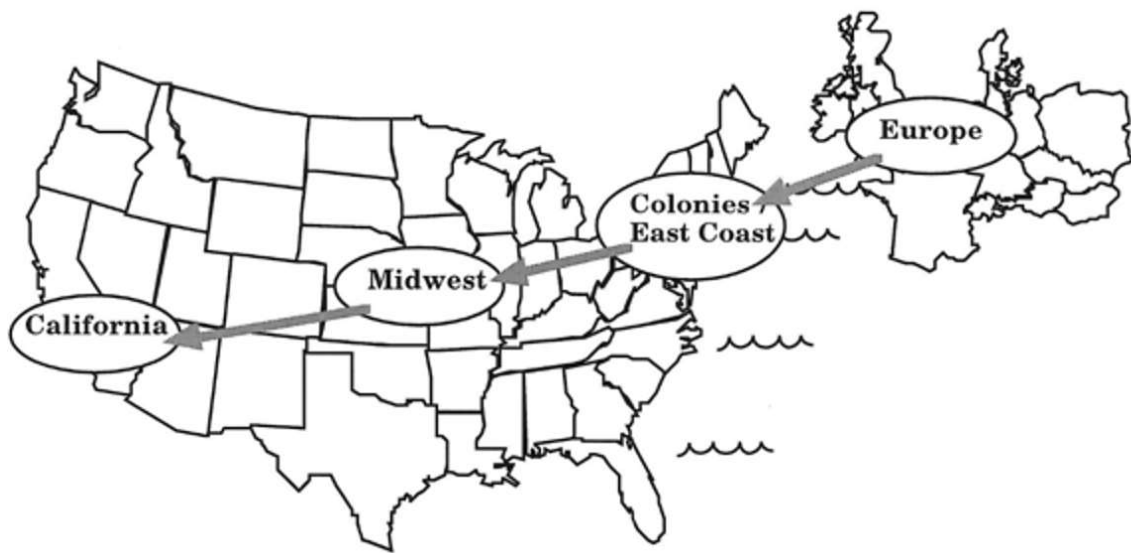 Europe
Colonies /
East Coast
Midwest
California